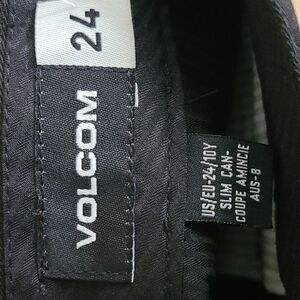 24
VOLCOM
US/EU-24/10Y
SLIM CAN-
COUPE AMINCIE
AUS-8